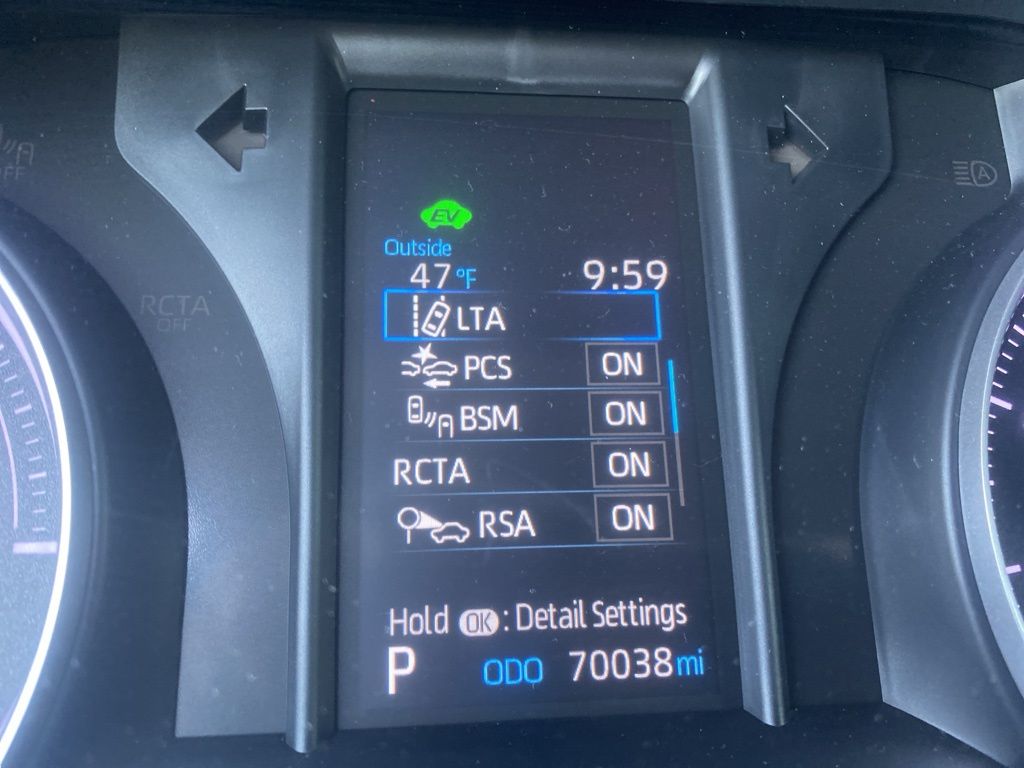 EV
Outside
47 °F 9:59
LTA
PCS ON
BSM ON
RCTA ON
RSA ON
Hold OK : Detail Settings
P ODO 70038 mi
RCTA
OFF
OFF
A